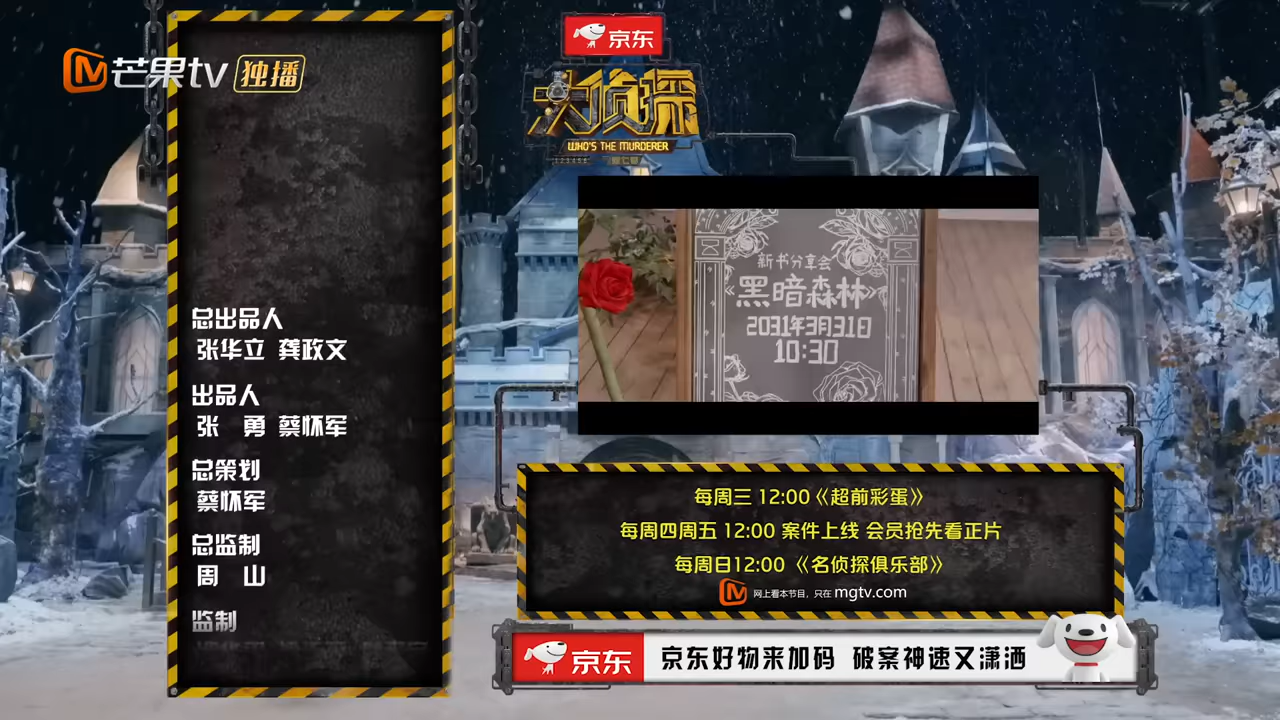 芒果tv 独播
总出品人
张华立 龚政文
出品人
张 勇 蔡怀军
总策划
蔡怀军
总监制
周 山
监制
京东
大侦探
WHO'S THE MURDERER
新书分享会
《黑暗森林》
2031年3月31日
10:30
每周三 12:00《超前彩蛋》
每周四周五 12:00 案件上线 会员抢先看正片
每周日12:00 《名侦探俱乐部》
网上看本节目，只在 mgtv.com
京东
京东好物来加码 破案神速又潇洒